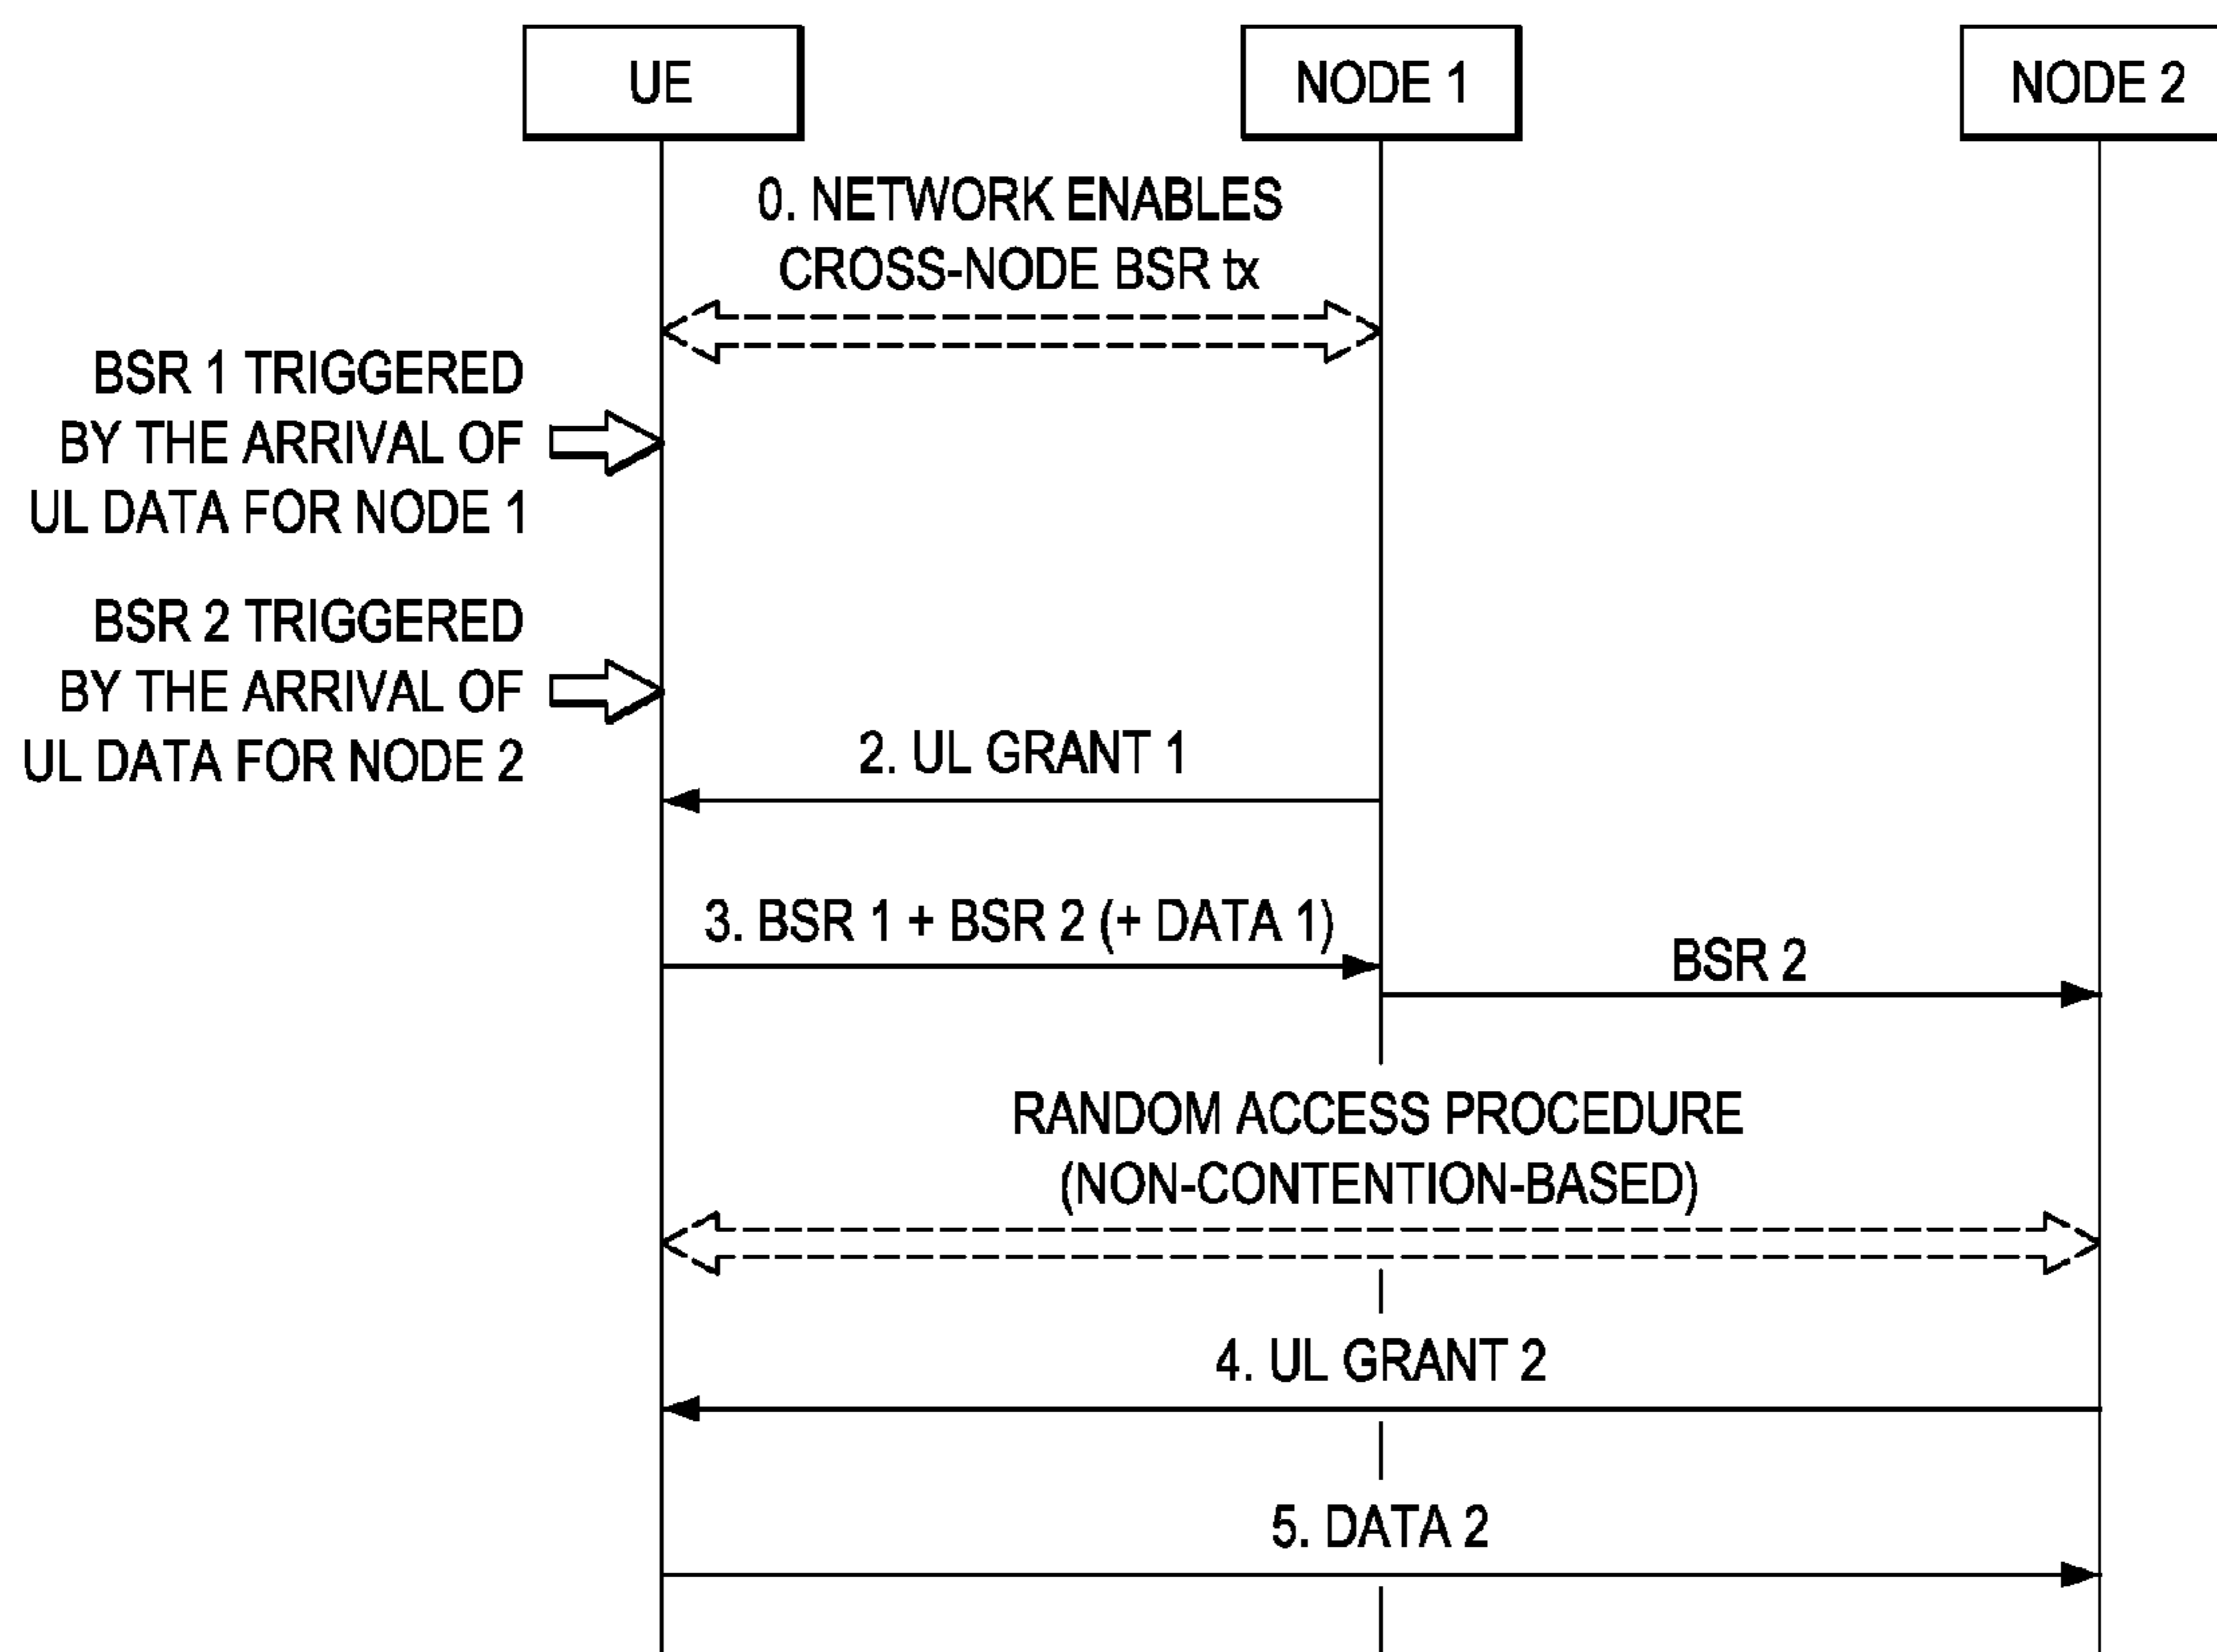 UE
NODE 1
NODE 2
0. NETWORK ENABLES
CROSS-NODE BSR tx
BSR 1 TRIGGERED
BY THE ARRIVAL OF
UL DATA FOR NODE 1
BSR 2 TRIGGERED
BY THE ARRIVAL OF
UL DATA FOR NODE 2
2. UL GRANT 1
3. BSR 1 + BSR 2 (+ DATA 1)
BSR 2
RANDOM ACCESS PROCEDURE
(NON-CONTENTION-BASED)
4. UL GRANT 2
5. DATA 2